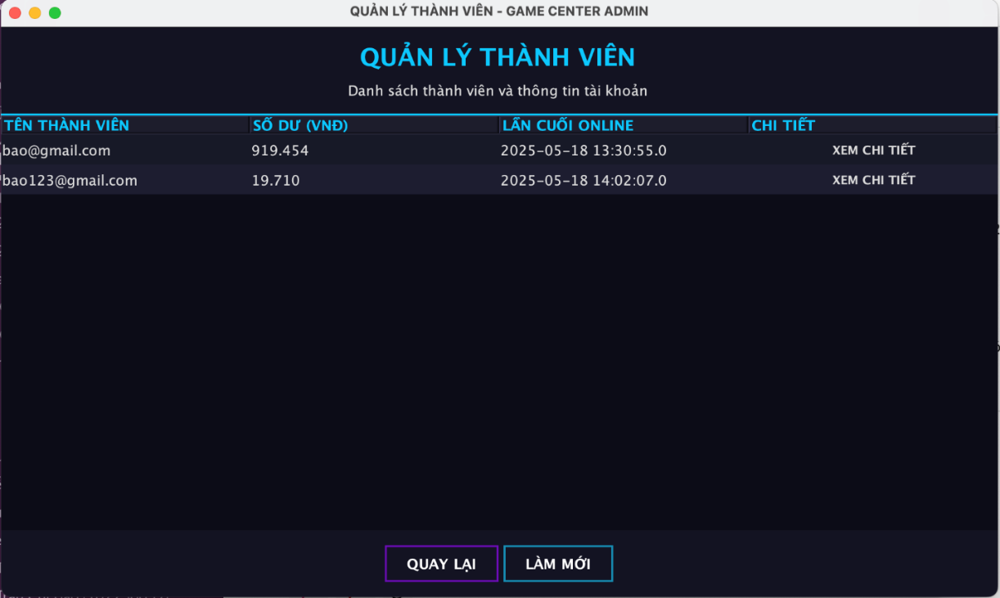 QUẢN LÝ THÀNH VIÊN - GAME CENTER ADMIN
QUẢN LÝ THÀNH VIÊN
Danh sách thành viên và thông tin tài khoản
TÊN THÀNH VIÊN SỐ DƯ (VNĐ) LẦN CUỐI ONLINE CHI TIẾT
bao@gmail.com 919.454 2025-05-18 13:30:55.0 XEM CHI TIẾT
bao123@gmail.com 19.710 2025-05-18 14:02:07.0 XEM CHI TIẾT
QUAY LẠI LÀM MỚI